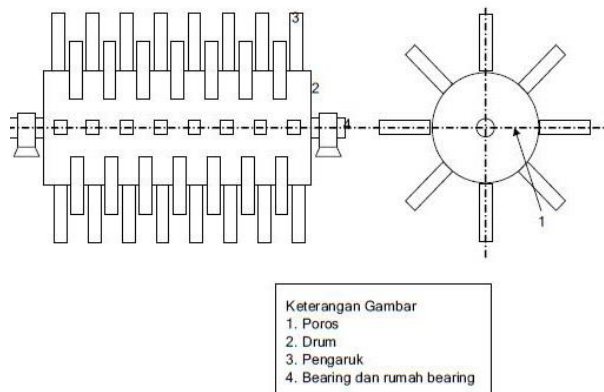 3
2
4
1
Keterangan Gambar
1. Poros
2. Drum
3. Pengaruk
4. Bearing dan rumah bearing